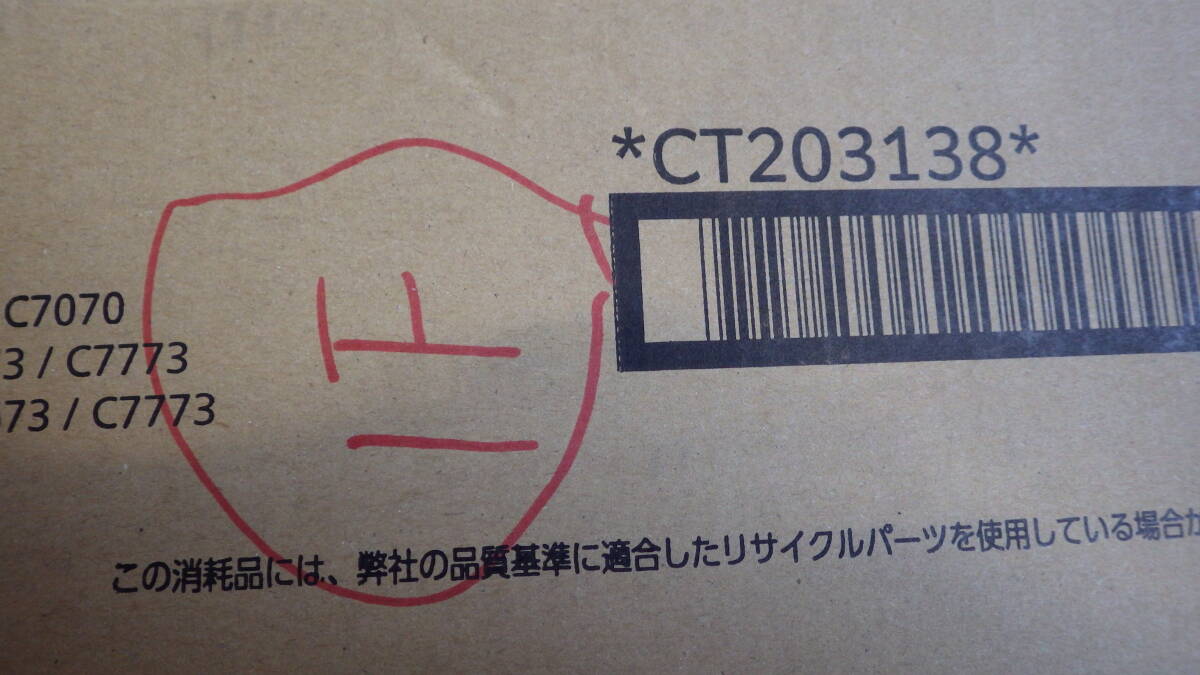 *CT203138*
C7070
3 / C7773
73 / C7773
この消耗品には、弊社の品質基準に適合したリサイクルパーツを使用している場合が